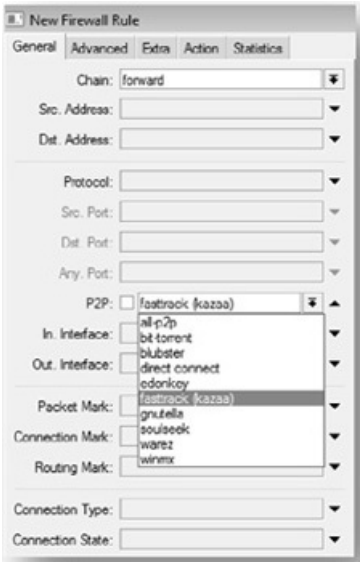 New Firewall Rule
General Advanced Extra Action Statistics
Chain: forward
Src. Address:
Dst. Address:
Protocol:
Src. Port:
Dst. Port:
Any. Port:
P2P: fasttrack (kazaa)
all-p2p
bit-torrent
blubster
In. Interface:
direct connect
edonkey
Out. Interface:
fasttrack (kazaa)
gnutella
Packet Mark:
soulseek
Connection Mark:
warez
winmx
Routing Mark:
Connection Type:
Connection State: